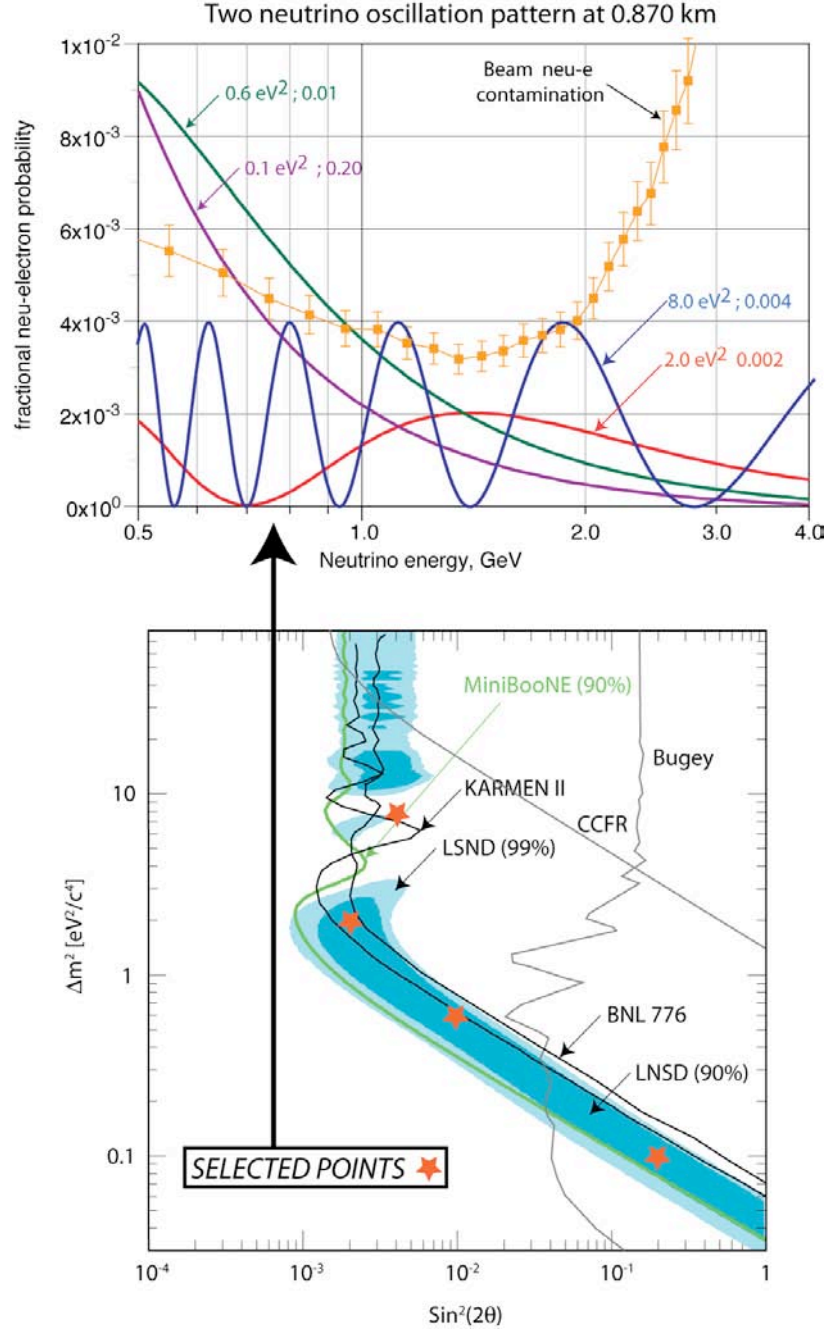 Two neutrino oscillation pattern at 0.870 km
1x10⁻²
8x10⁻³
6x10⁻³
4x10⁻³
2x10⁻³
0x10⁰
fractional neu-electron probability
0.6 eV² ; 0.01
0.1 eV² ; 0.20
Beam neu-e
contamination
8.0 eV² ; 0.004
2.0 eV² 0.002
0.5
1.0
2.0
3.0
4.0
Neutrino energy, GeV
MiniBooNE (90%)
Bugey
KARMEN II
CCFR
LSND (99%)
BNL 776
LNSD (90%)
SELECTED POINTS
10
1
0.1
Δm² [eV²/c⁴]
10⁻⁴
10⁻³
10⁻²
10⁻¹
1
Sin²(2θ)